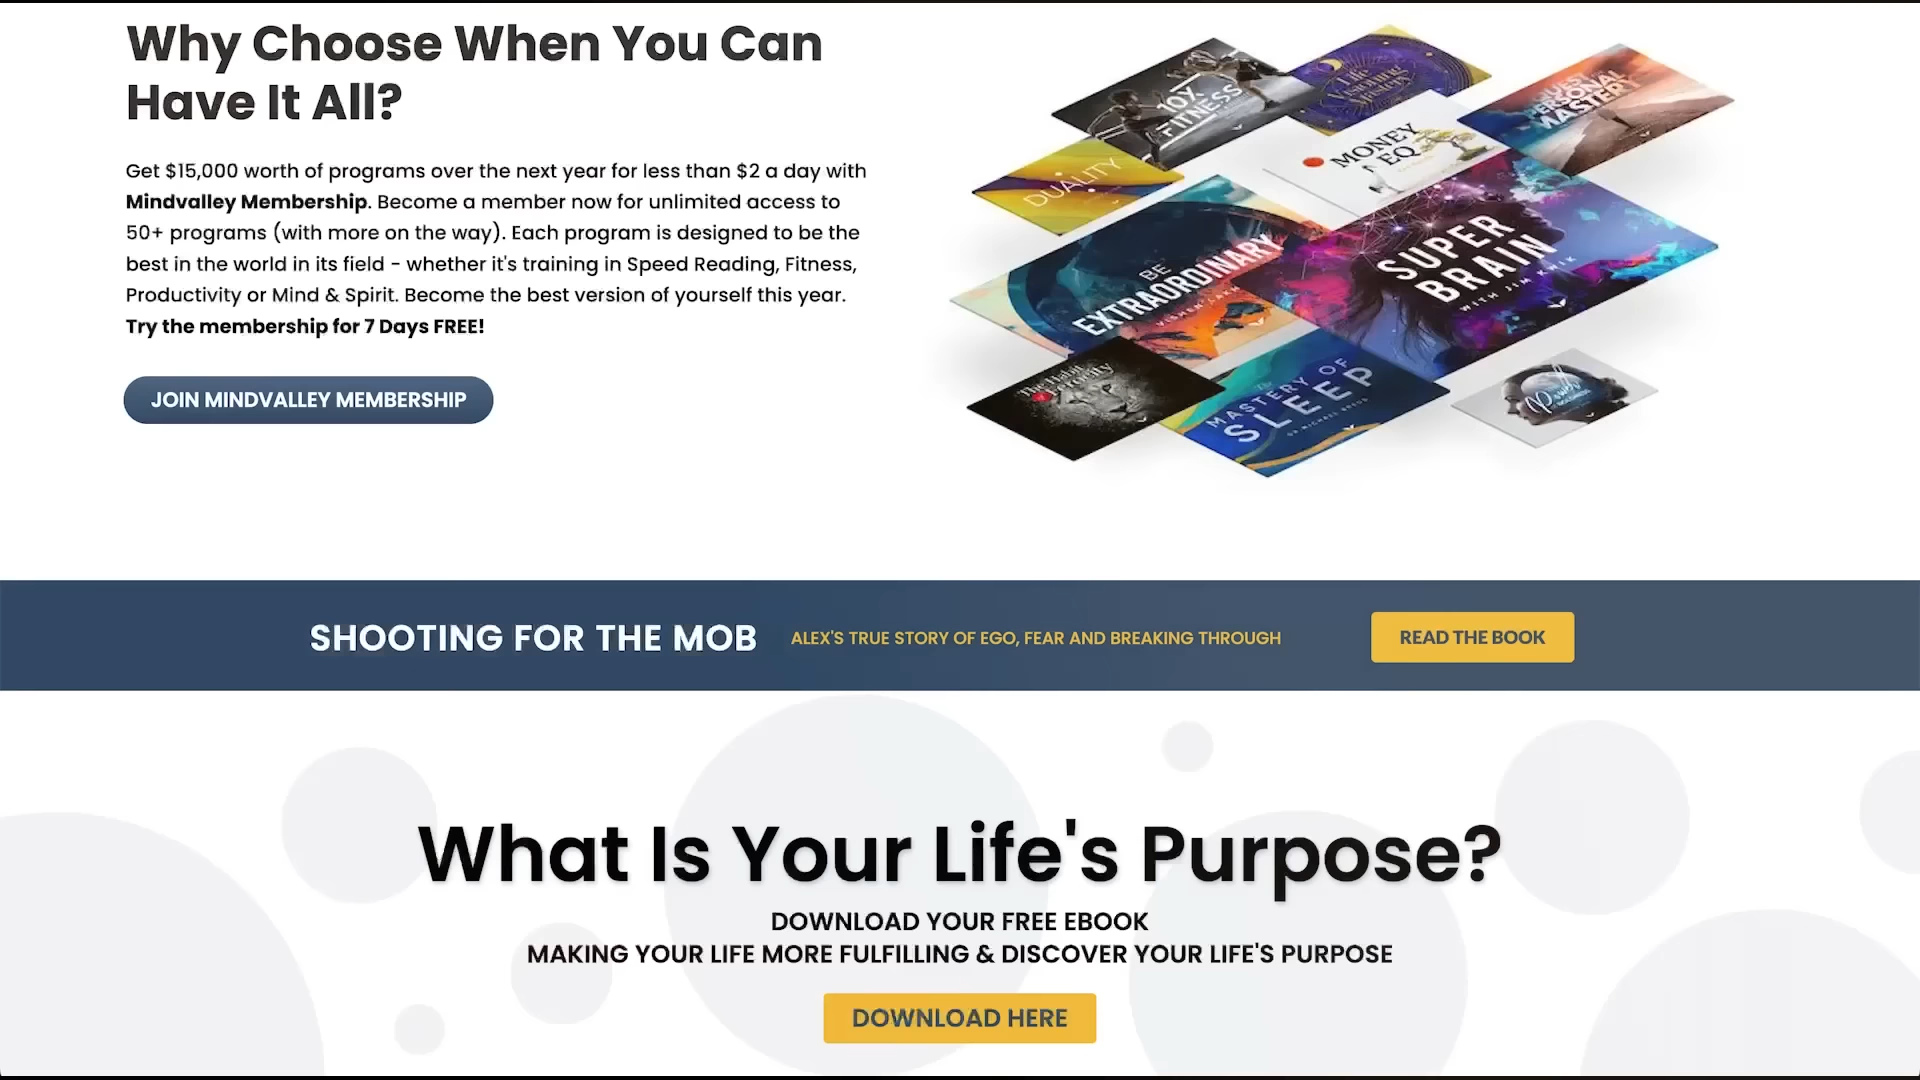 Why Choose When You Can
Have It All?
Get $15,000 worth of programs over the next year for less than $2 a day with
Mindvalley Membership. Become a member now for unlimited access to
50+ programs (with more on the way). Each program is designed to be the
best in the world in its field - whether it's training in Speed Reading, Fitness,
Productivity or Mind & Spirit. Become the best version of yourself this year.
Try the membership for 7 Days FREE!
JOIN MINDVALLEY MEMBERSHIP
10X
FITNESS
Life
Visioning
Mastery
PERSONAL
MASTERY
DUALITY
MONEY
EQ
BE
EXTRAORDINARY
SUPER
BRAIN
WITH JIM KWIK
MASTERY OF
SLEEP
SHOOTING FOR THE MOB
ALEX'S TRUE STORY OF EGO, FEAR AND BREAKING THROUGH
READ THE BOOK
What Is Your Life's Purpose?
DOWNLOAD YOUR FREE EBOOK
MAKING YOUR LIFE MORE FULFILLING & DISCOVER YOUR LIFE'S PURPOSE
DOWNLOAD HERE